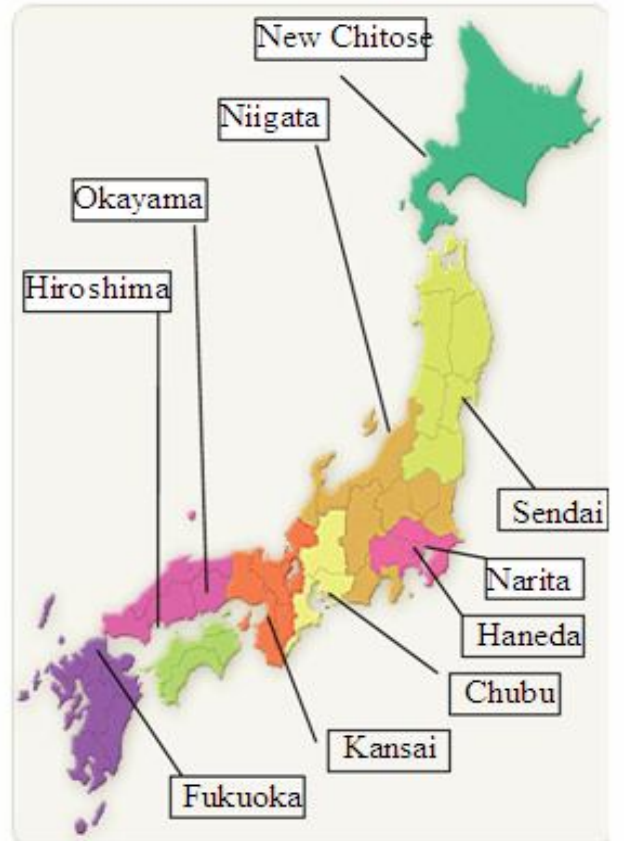 New Chitose
Niigata
Okayama
Hiroshima
Sendai
Narita
Haneda
Chubu
Kansai
Fukuoka